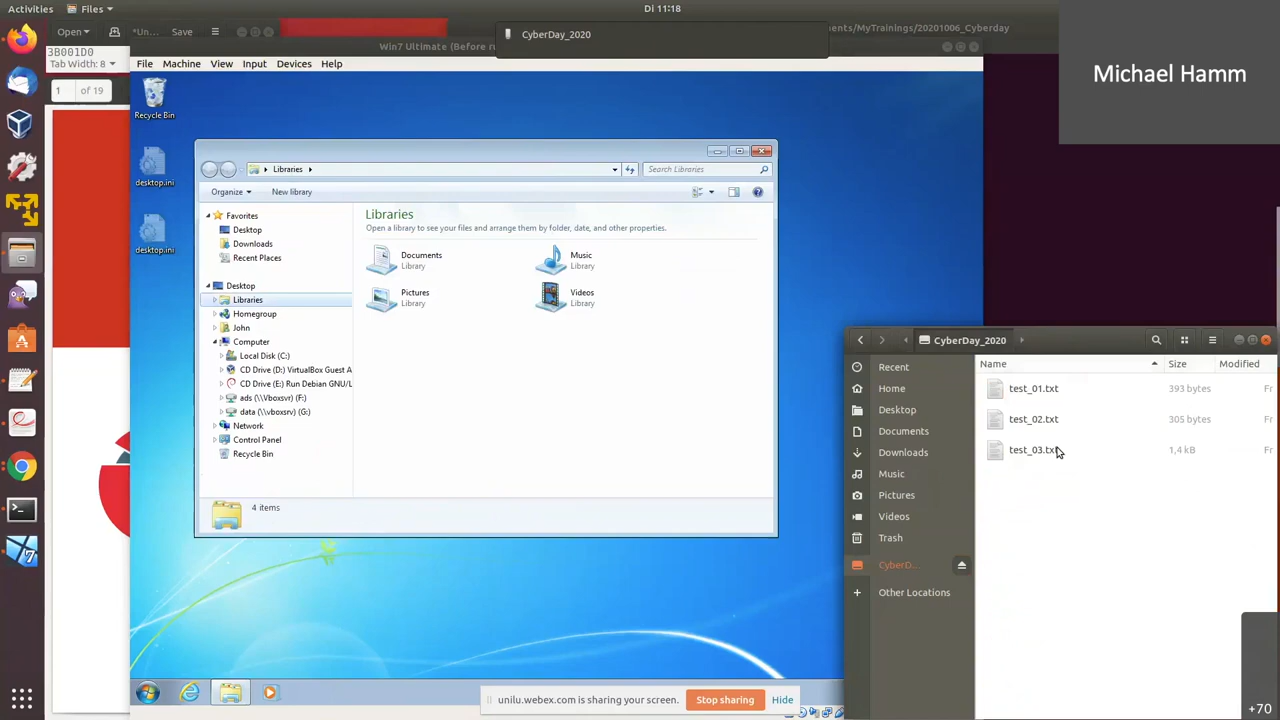 Activities
Files
Di 11:18
Open
*Un...
Save
CyberDay_2020
ents/MyTrainings/20201006_Cyberday
Michael Hamm
3B001D0
Tab Width: 8
Win7 Ultimate (Before ru
File Machine View Input Devices Help
1 of 19
Recycle Bin
desktop.ini
desktop.ini
Libraries
Search Libraries
Organize
New library
Favorites
Desktop
Downloads
Recent Places
Desktop
Libraries
Homegroup
John
Computer
Local Disk (C:)
CD Drive (D:) VirtualBox Guest A
CD Drive (E:) Run Debian GNU/L
ads (\\Vboxsvr) (F:)
data (\\vboxsrv) (G:)
Network
Control Panel
Recycle Bin
Libraries
Open a library to see your files and arrange them by folder, date, and other properties.
Documents
Library
Music
Library
Pictures
Library
Videos
Library
4 items
CyberDay_2020
Recent
Home
Desktop
Documents
Downloads
Music
Pictures
Videos
Trash
CyberD...
Other Locations
Name Size Modified
test_01.txt 393 bytes Fr
test_02.txt 305 bytes Fr
test_03.txt 1,4 kB Fr
unilu.webex.com is sharing your screen.
Stop sharing
Hide
+70